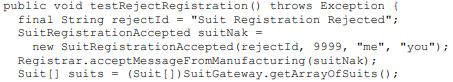 public void testRejectRegistration() throws Exception {
final String rejectId = "Suit Registration Rejected";
SuitRegistrationAccepted suitNak =
new SuitRegistrationAccepted(rejectId, 9999, "me", "you");
Registrar.acceptMessageFromManufacturing(suitNak);
Suit[] suits = (Suit[])SuitGateway.getArrayOfSuits();